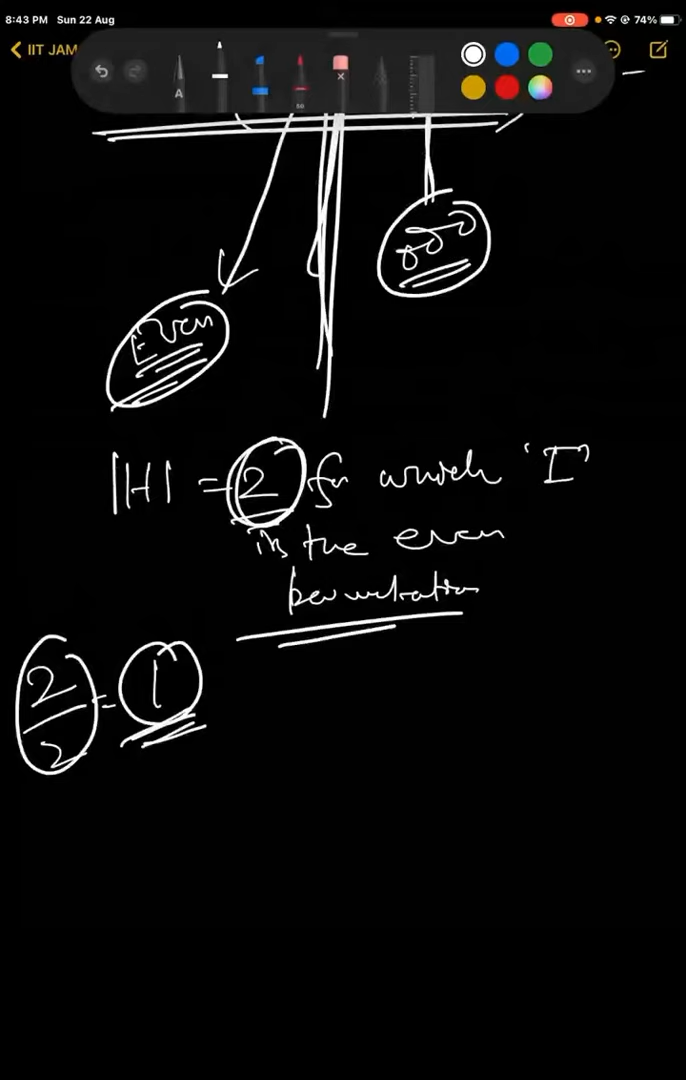 8:43 PM Sun 22 Aug 74%
IIT JAM
A
50
Even
odd
|H| = 2 for which 'I'
is the even
permutation
2/2 = 1